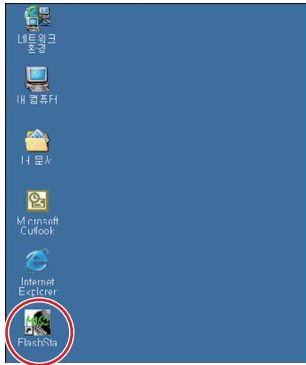 네트워크
환경
내 컴퓨터
내 문서
Microsoft
Outlook
Internet
Explorer
FlashSta